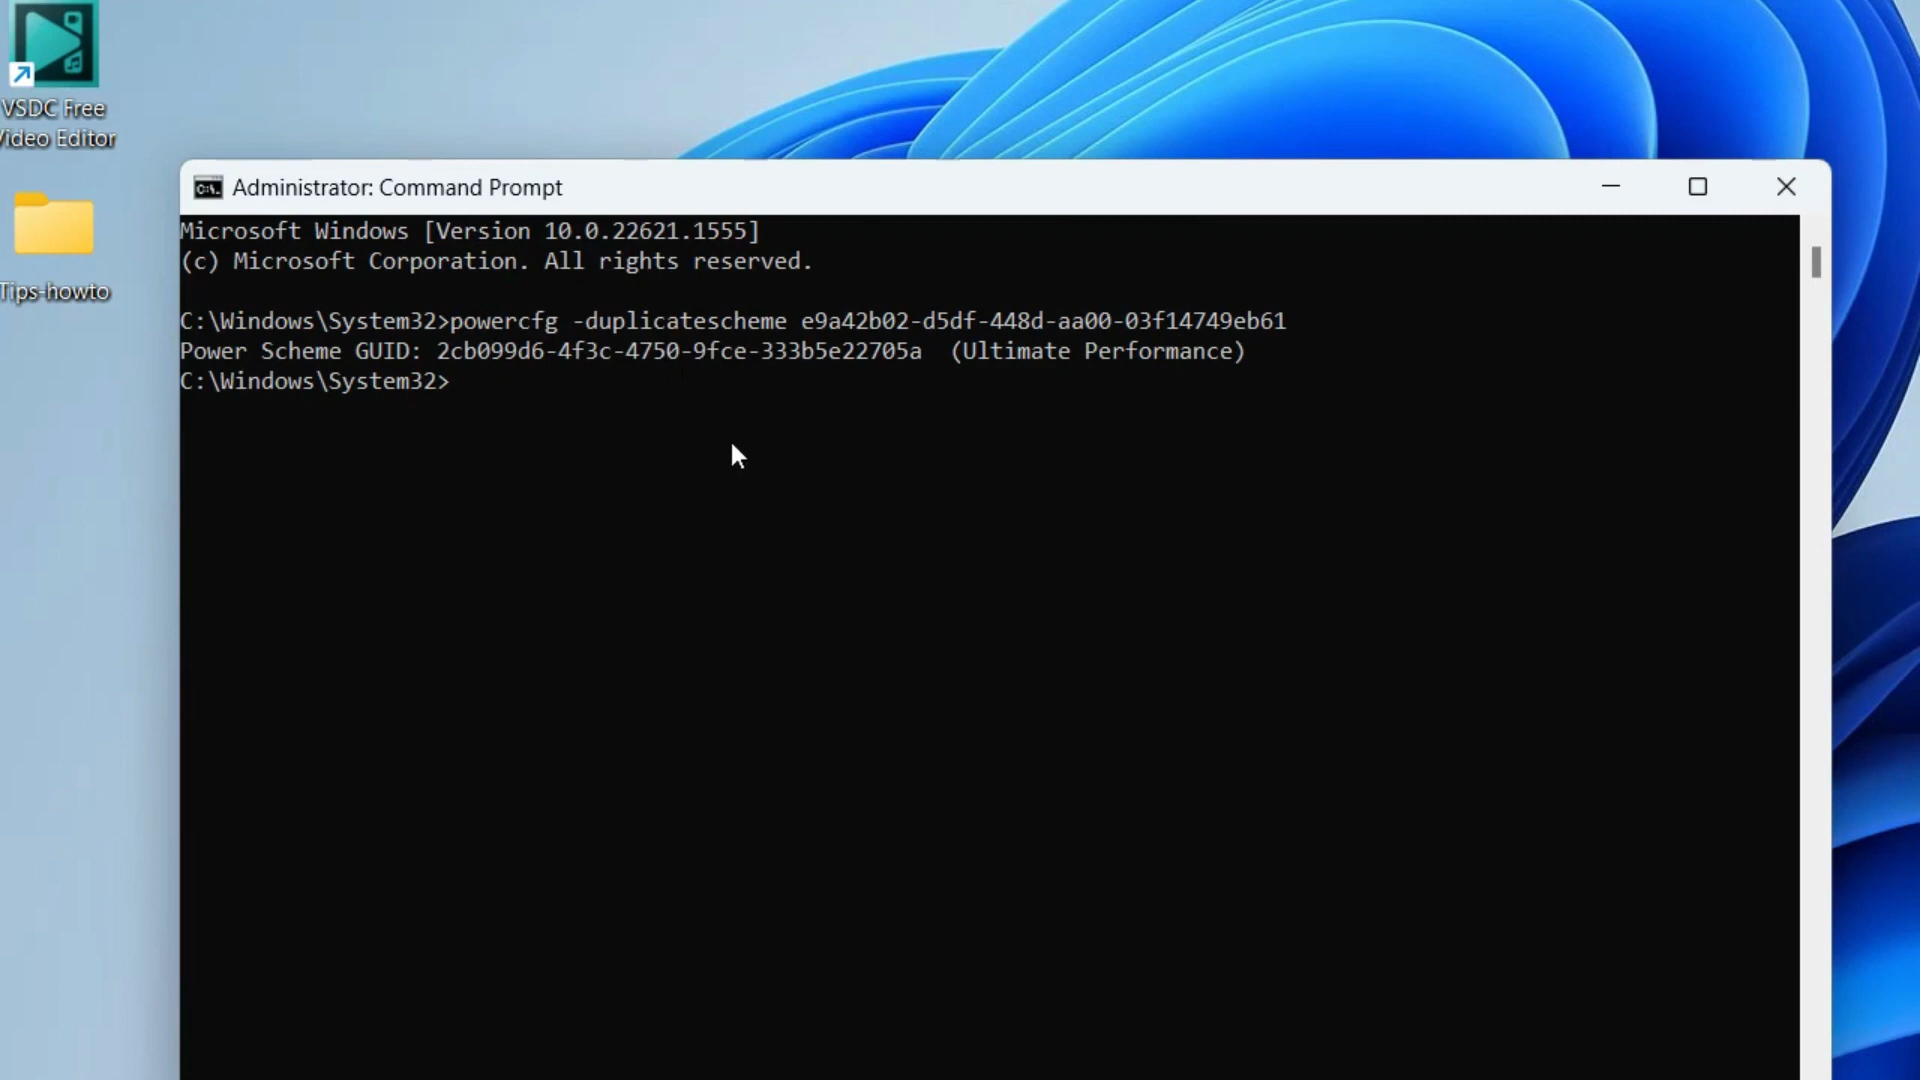 VSDC Free
Video Editor
Tips-howto
Administrator: Command Prompt
Microsoft Windows [Version 10.0.22621.1555]
(c) Microsoft Corporation. All rights reserved.
C:\Windows\System32>powercfg -duplicatescheme e9a42b02-d5df-448d-aa00-03f14749eb61
Power Scheme GUID: 2cb099d6-4f3c-4750-9fce-333b5e22705a  (Ultimate Performance)
C:\Windows\System32>